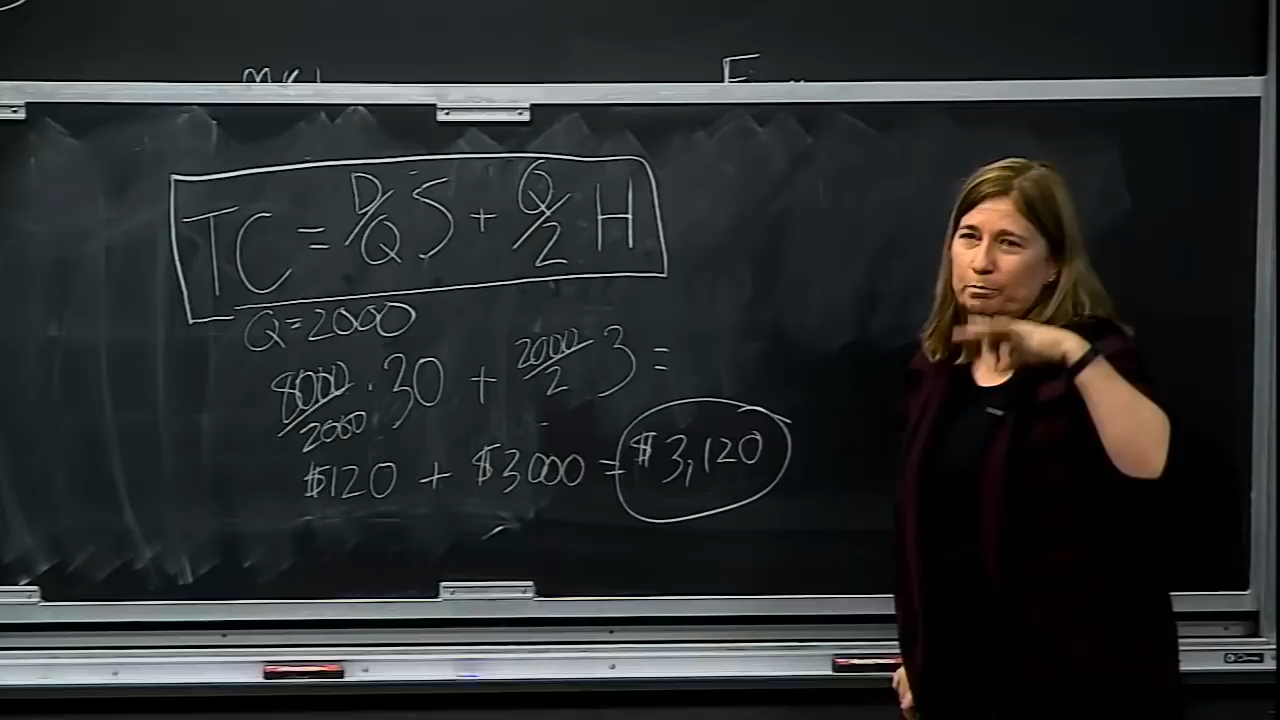 TC = D/Q S + Q/2 H
Q=2000
8000/2000 · 30 + 2000/2 3 =
$120 + $3000 = $3,120